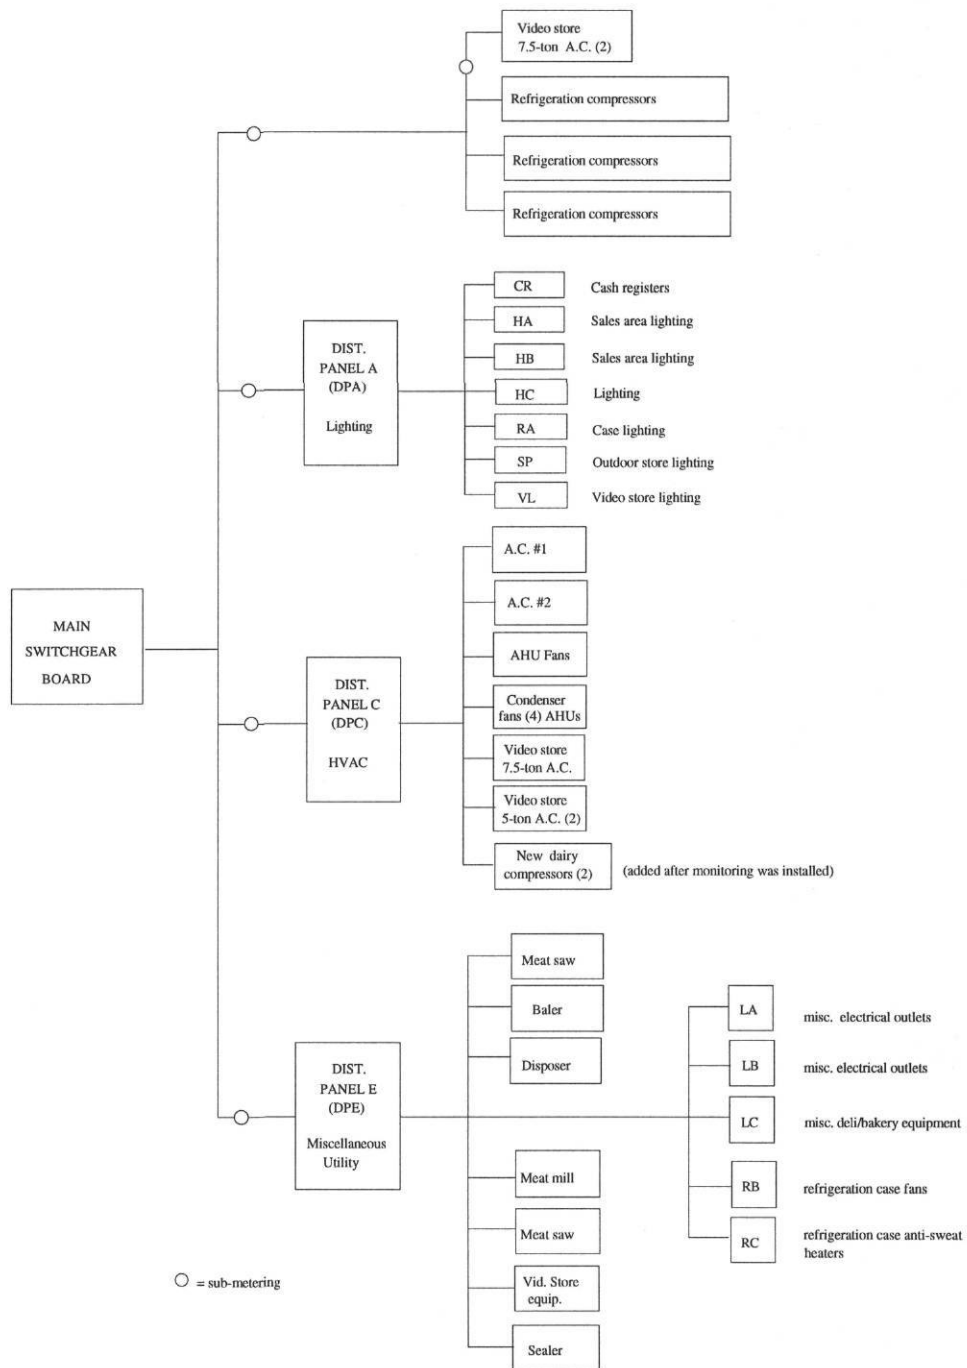 Video store
7.5-ton A.C. (2)
Refrigeration compressors
Refrigeration compressors
Refrigeration compressors
CR Cash registers
HA Sales area lighting
HB Sales area lighting
HC Lighting
RA Case lighting
SP Outdoor store lighting
VL Video store lighting
DIST.
PANEL A
(DPA)
Lighting
MAIN
SWITCHGEAR
BOARD
DIST.
PANEL C
(DPC)
HVAC
A.C. #1
A.C. #2
AHU Fans
Condenser
fans (4) AHUs
Video store
7.5-ton A.C.
Video store
5-ton A.C. (2)
New dairy
compressors (2) (added after monitoring was installed)
DIST.
PANEL E
(DPE)
Miscellaneous
Utility
Meat saw
Baler
Disposer
Meat mill
Meat saw
Vid. Store
equip.
Sealer
LA misc. electrical outlets
LB misc. electrical outlets
LC misc. deli/bakery equipment
RB refrigeration case fans
RC refrigeration case anti-sweat
heaters
= sub-metering